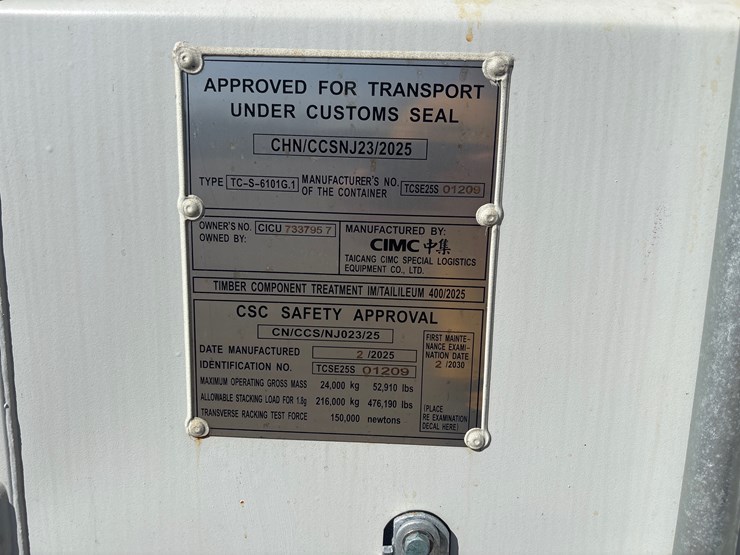 APPROVED FOR TRANSPORT
UNDER CUSTOMS SEAL
CHN/CCSNJ23/2025
TYPE TC-S-6101G.1 MANUFACTURER'S NO. OF THE CONTAINER TCSE25S 01209
OWNER'S NO. CICU 733795 7
OWNED BY:
MANUFACTURED BY:
CIMC 中集
TAICANG CIMC SPECIAL LOGISTICS
EQUIPMENT CO., LTD.
TIMBER COMPONENT TREATMENT IM/TAILILEUM 400/2025
CSC SAFETY APPROVAL
CN/CCS/NJ023/25
DATE MANUFACTURED 2 /2025
IDENTIFICATION NO. TCSE25S 01209
MAXIMUM OPERATING GROSS MASS 24,000 kg 52,910 lbs
ALLOWABLE STACKING LOAD FOR 1.8g 216,000 kg 476,190 lbs
TRANSVERSE RACKING TEST FORCE 150,000 newtons
FIRST MAINTE-
NANCE EXAMI-
NATION DATE
2 /2030
(PLACE
RE EXAMINATION
DECAL HERE)